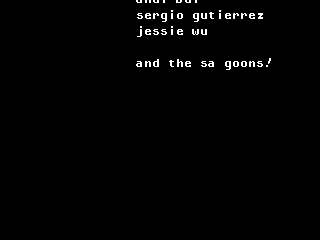 sergio gutierrez
jessie wu
and the sa goons!